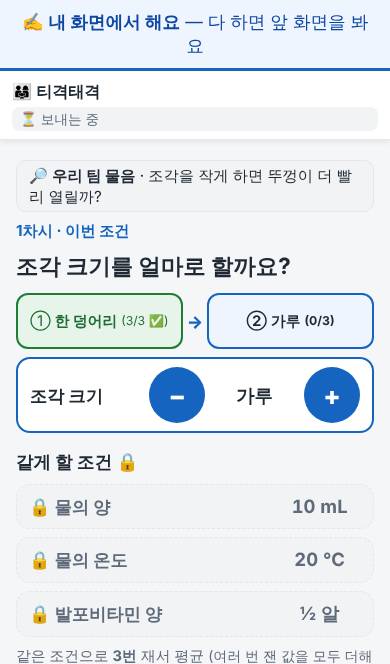 ✍️ 내 화면에서 해요 — 다 하면 앞 화면을 봐
요
👨‍👩‍👧 티격태격
⏳ 보내는 중
🔎 우리 팀 물음 · 조각을 작게 하면 뚜껑이 더 빨
리 열릴까?
1차시 · 이번 조건
조각 크기를 얼마로 할까요?
① 한 덩어리 (3/3 ✅) → ② 가루 (0/3)
조각 크기 − 가루 +
같게 할 조건 🔒
🔒 물의 양 10 mL
🔒 물의 온도 20 °C
🔒 발포비타민 양 ½ 알
같은 조건으로 3번 재서 평균 (여러 번 잰 값을 모두 더해